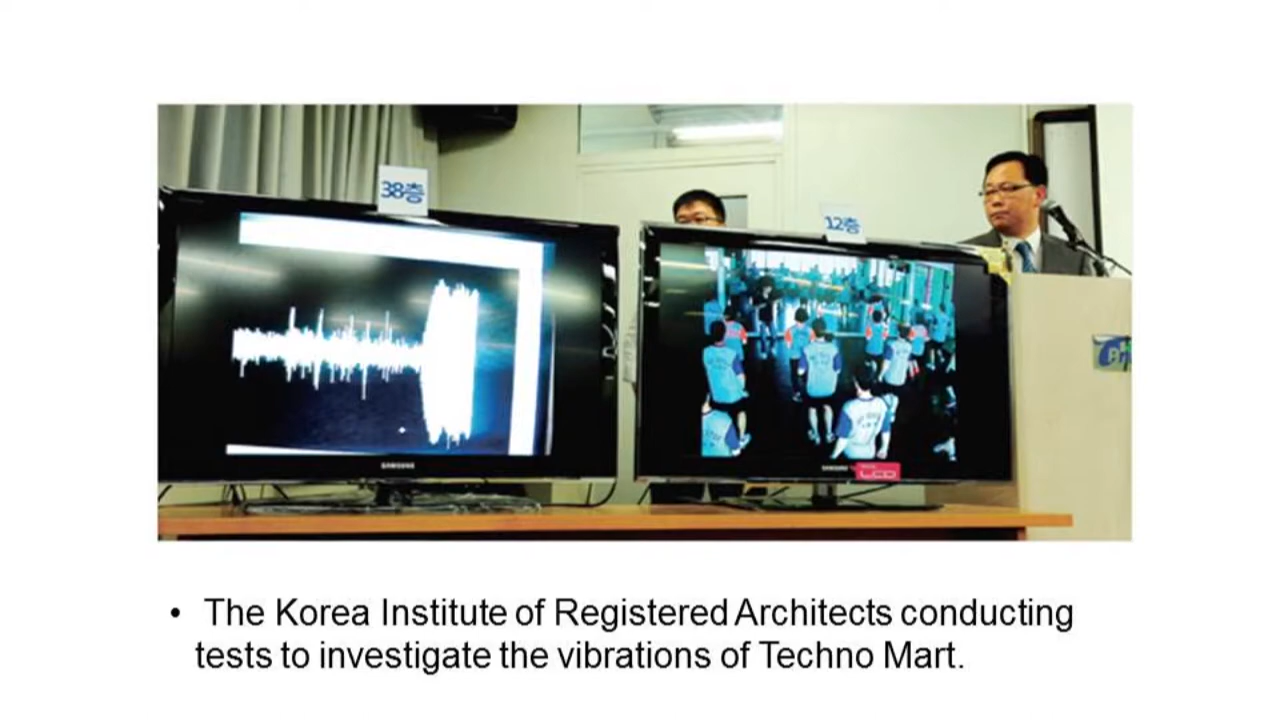 38층
12층
SAMSUNG
SAMSUNG
LCD
• The Korea Institute of Registered Architects conducting
tests to investigate the vibrations of Techno Mart.